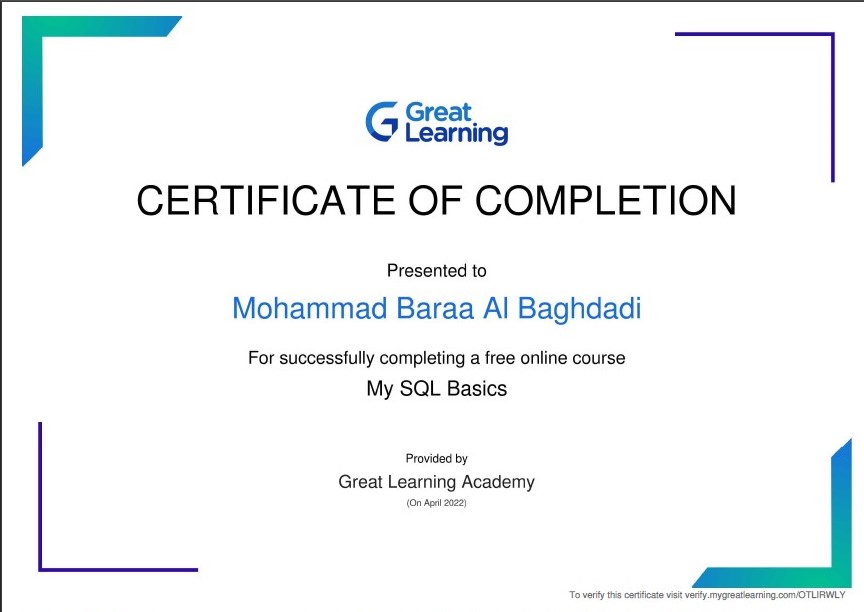 Great
Learning
CERTIFICATE OF COMPLETION
Presented to
Mohammad Baraa Al Baghdadi
For successfully completing a free online course
My SQL Basics
Provided by
Great Learning Academy
(On April 2022)
To verify this certificate visit verify.mygreatlearning.com/OTLIRWLY